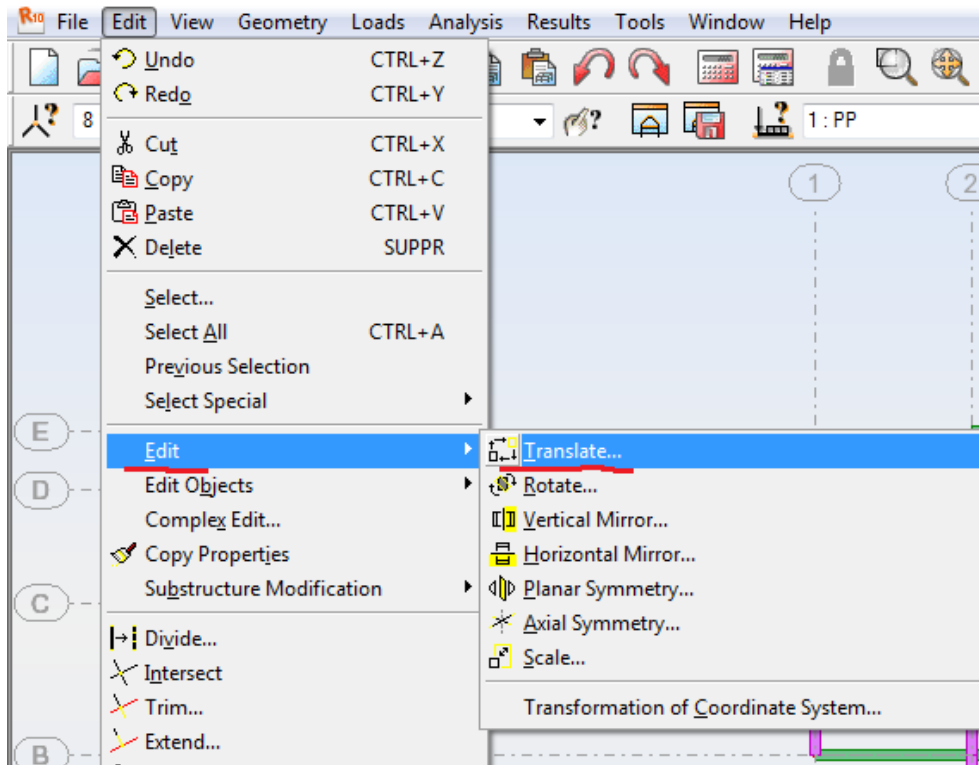 R10 File Edit View Geometry Loads Analysis Results Tools Window Help
Undo CTRL+Z
Redo CTRL+Y
8
1 : PP
Cut CTRL+X
Copy CTRL+C
Paste CTRL+V
Delete SUPPR
1
2
Select...
Select All CTRL+A
Previous Selection
Select Special
E
Edit
Translate...
Edit Objects
Rotate...
D
Complex Edit...
Vertical Mirror...
Copy Properties
Horizontal Mirror...
Substructure Modification
Planar Symmetry...
C
Axial Symmetry...
Divide...
Scale...
Intersect
Trim...
Transformation of Coordinate System...
Extend...
B